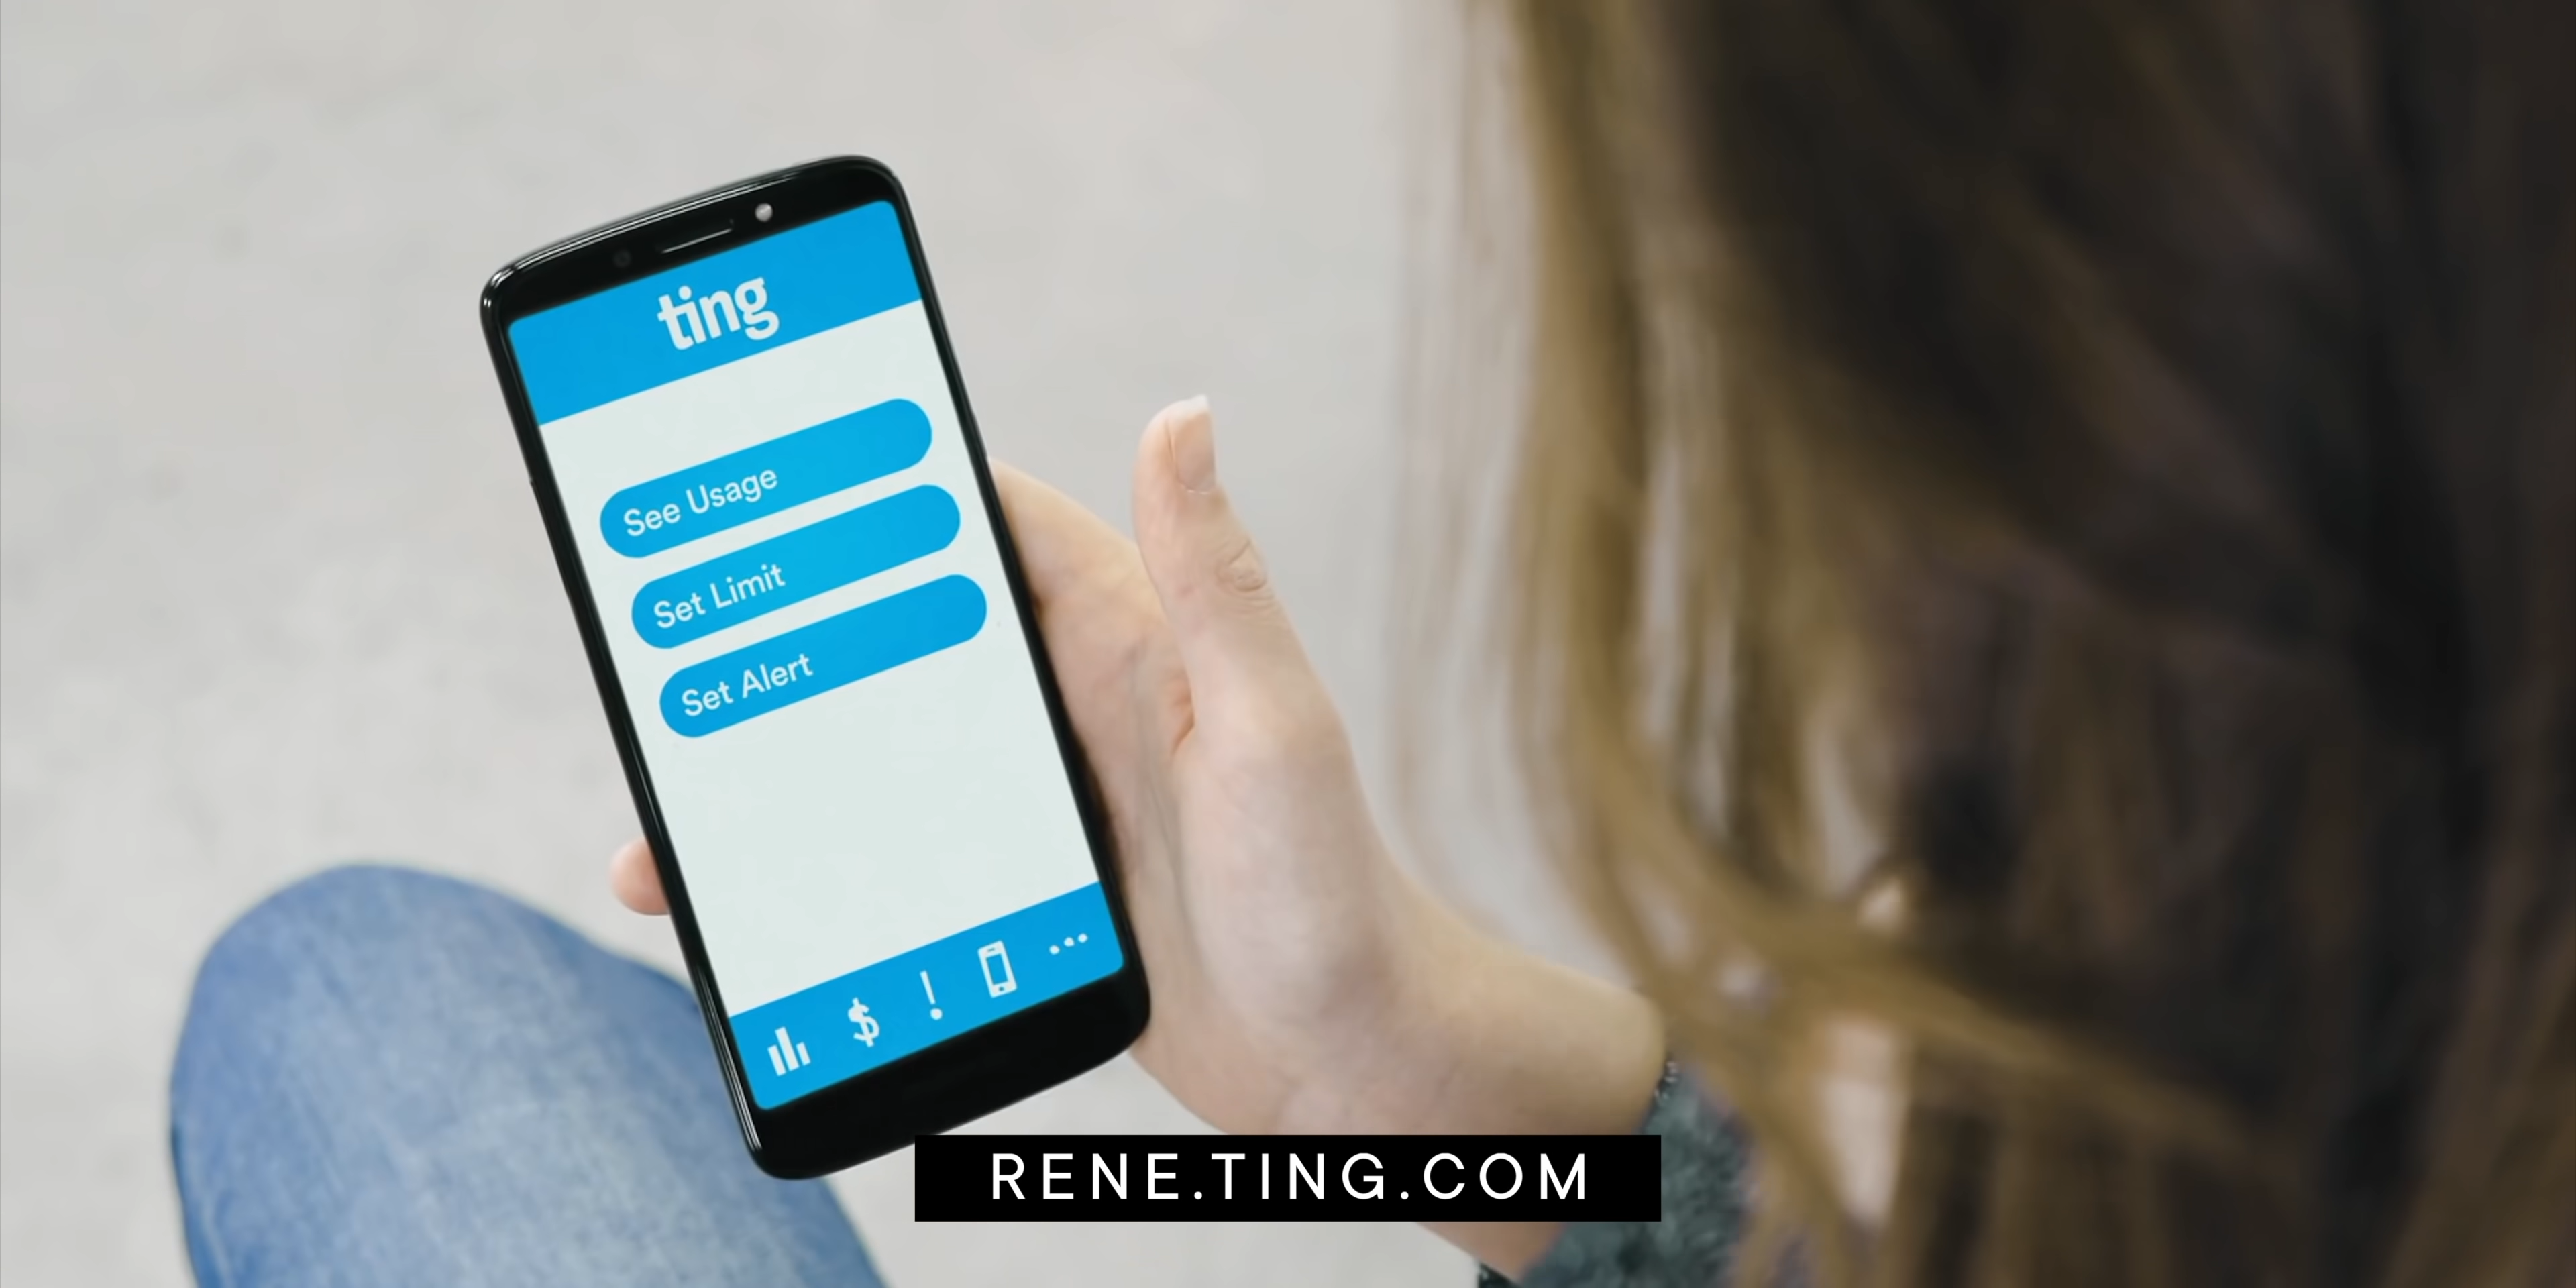 ting
See Usage
Set Limit
Set Alert
$ !
RENE.TING.COM